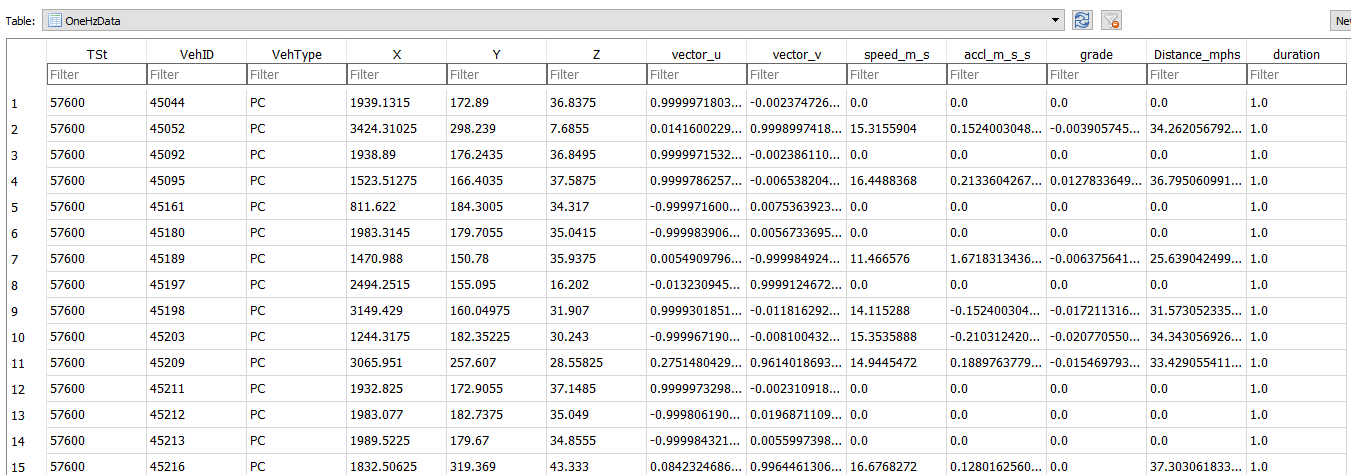 Table: OneHzData Nev
TSt VehID VehType X Y Z vector_u vector_v speed_m_s accl_m_s_s grade Distance_mphs duration
Filter Filter Filter Filter Filter Filter Filter Filter Filter Filter Filter Filter Filter
1 57600 45044 PC 1939.1315 172.89 36.8375 0.9999971803... -0.002374726... 0.0 0.0 0.0 0.0 1.0
2 57600 45052 PC 3424.31025 298.239 7.6855 0.0141600229... 0.9998997418... 15.3155904 0.1524003048... -0.003905745... 34.262056792... 1.0
3 57600 45092 PC 1938.89 176.2435 36.8495 0.9999971532... -0.002386110... 0.0 0.0 0.0 0.0 1.0
4 57600 45095 PC 1523.51275 166.4035 37.5875 0.9999786257... -0.006538204... 16.4488368 0.2133604267... 0.0127833649... 36.795060991... 1.0
5 57600 45161 PC 811.622 184.3005 34.317 -0.999971600... 0.0075363923... 0.0 0.0 0.0 0.0 1.0
6 57600 45180 PC 1983.3145 179.7055 35.0415 -0.999983906... 0.0056733695... 0.0 0.0 0.0 0.0 1.0
7 57600 45189 PC 1470.988 150.78 35.9375 0.0054909796... -0.999984924... 11.466576 1.6718313436... -0.006375641... 25.639042499... 1.0
8 57600 45197 PC 2494.2515 155.095 16.202 -0.013230945... 0.9999124672... 0.0 0.0 0.0 0.0 1.0
9 57600 45198 PC 3149.429 160.04975 31.907 0.9999301851... -0.011816292... 14.115288 -0.152400304... -0.017211316... 31.573052335... 1.0
10 57600 45203 PC 1244.3175 182.35225 30.243 -0.999967190... -0.008100432... 15.3535888 -0.210312420... -0.020770550... 34.343056926... 1.0
11 57600 45209 PC 3065.951 257.607 28.55825 0.2751480429... 0.9614018693... 14.9445472 0.1889763779... -0.015469793... 33.429055411... 1.0
12 57600 45211 PC 1932.825 172.9055 37.1485 0.9999973298... -0.002310918... 0.0 0.0 0.0 0.0 1.0
13 57600 45212 PC 1983.077 182.7375 35.049 -0.999806190... 0.0196871109... 0.0 0.0 0.0 0.0 1.0
14 57600 45213 PC 1989.5225 179.67 34.8555 -0.999984321... 0.0055997398... 0.0 0.0 0.0 0.0 1.0
15 57600 45216 PC 1832.50625 319.369 43.333 0.0842324686... 0.9964461306... 16.6768272 0.1280162560... 0.0 37.303061833... 1.0